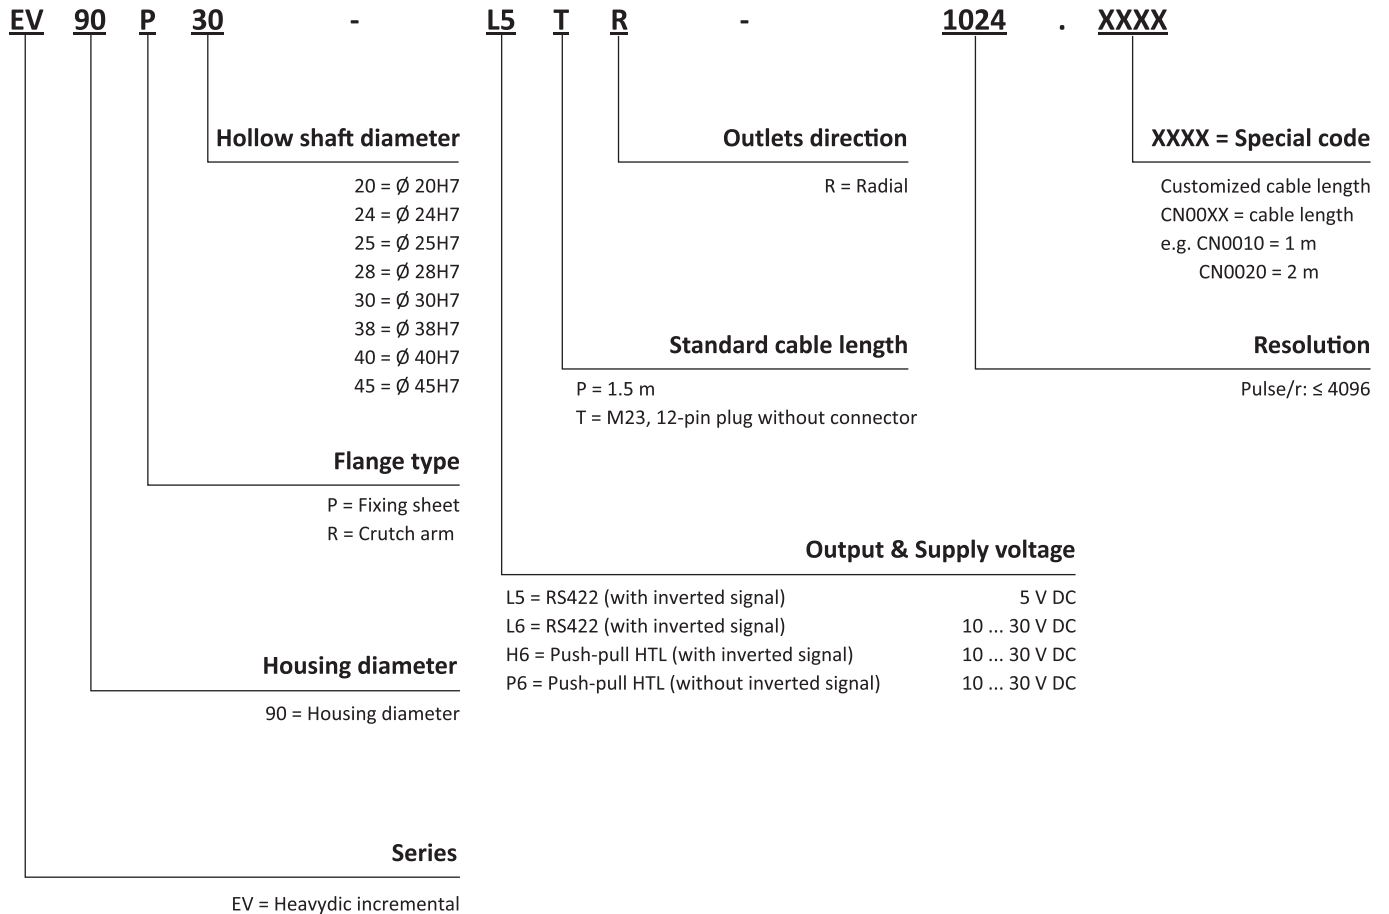 EV 90 P 30 - L5 T R - 1024 . XXXX
Hollow shaft diameter
20 = Ø 20H7
24 = Ø 24H7
25 = Ø 25H7
28 = Ø 28H7
30 = Ø 30H7
38 = Ø 38H7
40 = Ø 40H7
45 = Ø 45H7
Flange type
P = Fixing sheet
R = Crutch arm
Housing diameter
90 = Housing diameter
Series
EV = Heavydic incremental
Outlets direction
R = Radial
Standard cable length
P = 1.5 m
T = M23, 12-pin plug without connector
Output & Supply voltage
L5 = RS422 (with inverted signal) 5 V DC
L6 = RS422 (with inverted signal) 10 ... 30 V DC
H6 = Push-pull HTL (with inverted signal) 10 ... 30 V DC
P6 = Push-pull HTL (without inverted signal) 10 ... 30 V DC
XXXX = Special code
Customized cable length
CN00XX = cable length
e.g. CN0010 = 1 m
CN0020 = 2 m
Resolution
Pulse/r: ≤ 4096